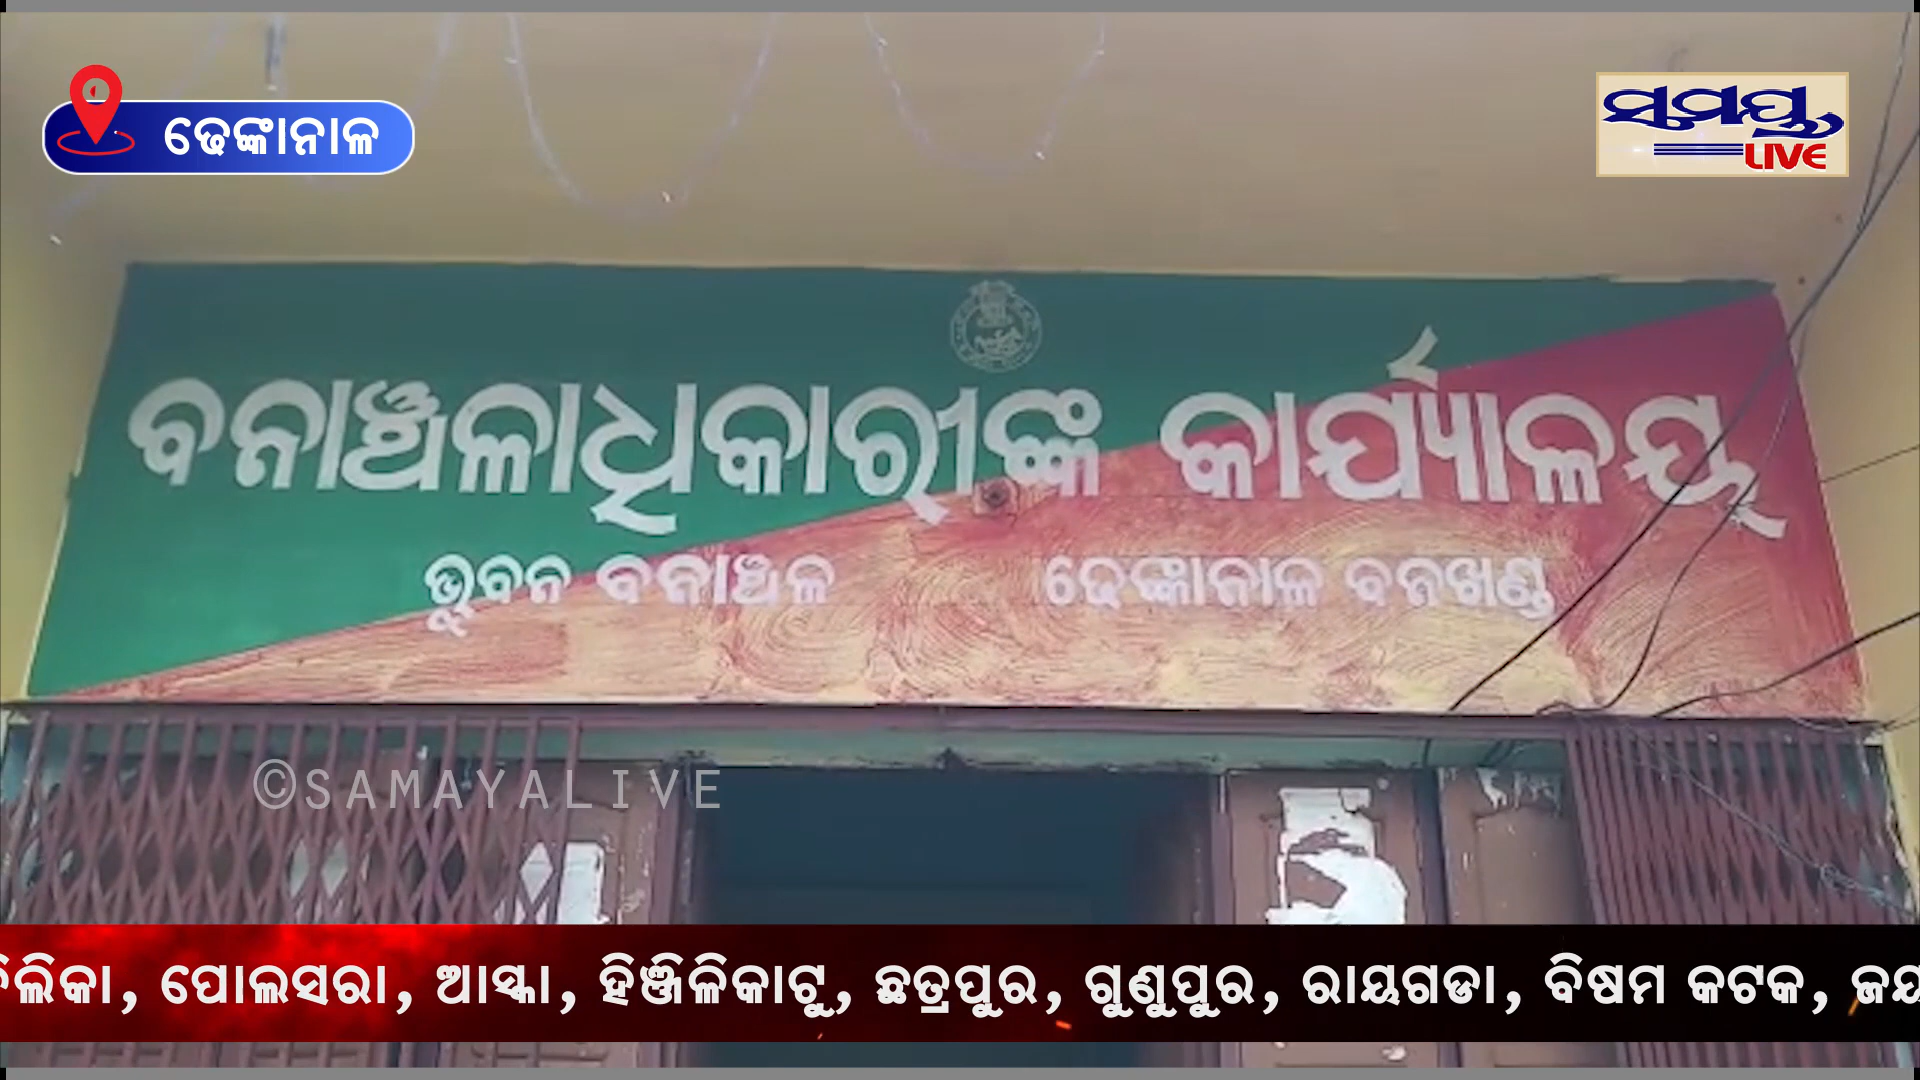 ଢେଙ୍କାନାଳ
ସମୟ
LIVE
ବନାଞ୍ଚଳାଧିକାରୀଙ୍କ କାର୍ଯ୍ୟାଳୟ
ଭୁବନ ବନାଞ୍ଚଳ ଢେଙ୍କାନାଳ ବନଖଣ୍ଡ
©SAMAYALIVE
ପୋଲସରା, ଆସ୍କା, ହିଞ୍ଜିଳିକାଟୁ, ଛତ୍ରପୁର, ଗୁଣୁପୁର, ରାୟଗଡା, ବିଷମ କଟକ,